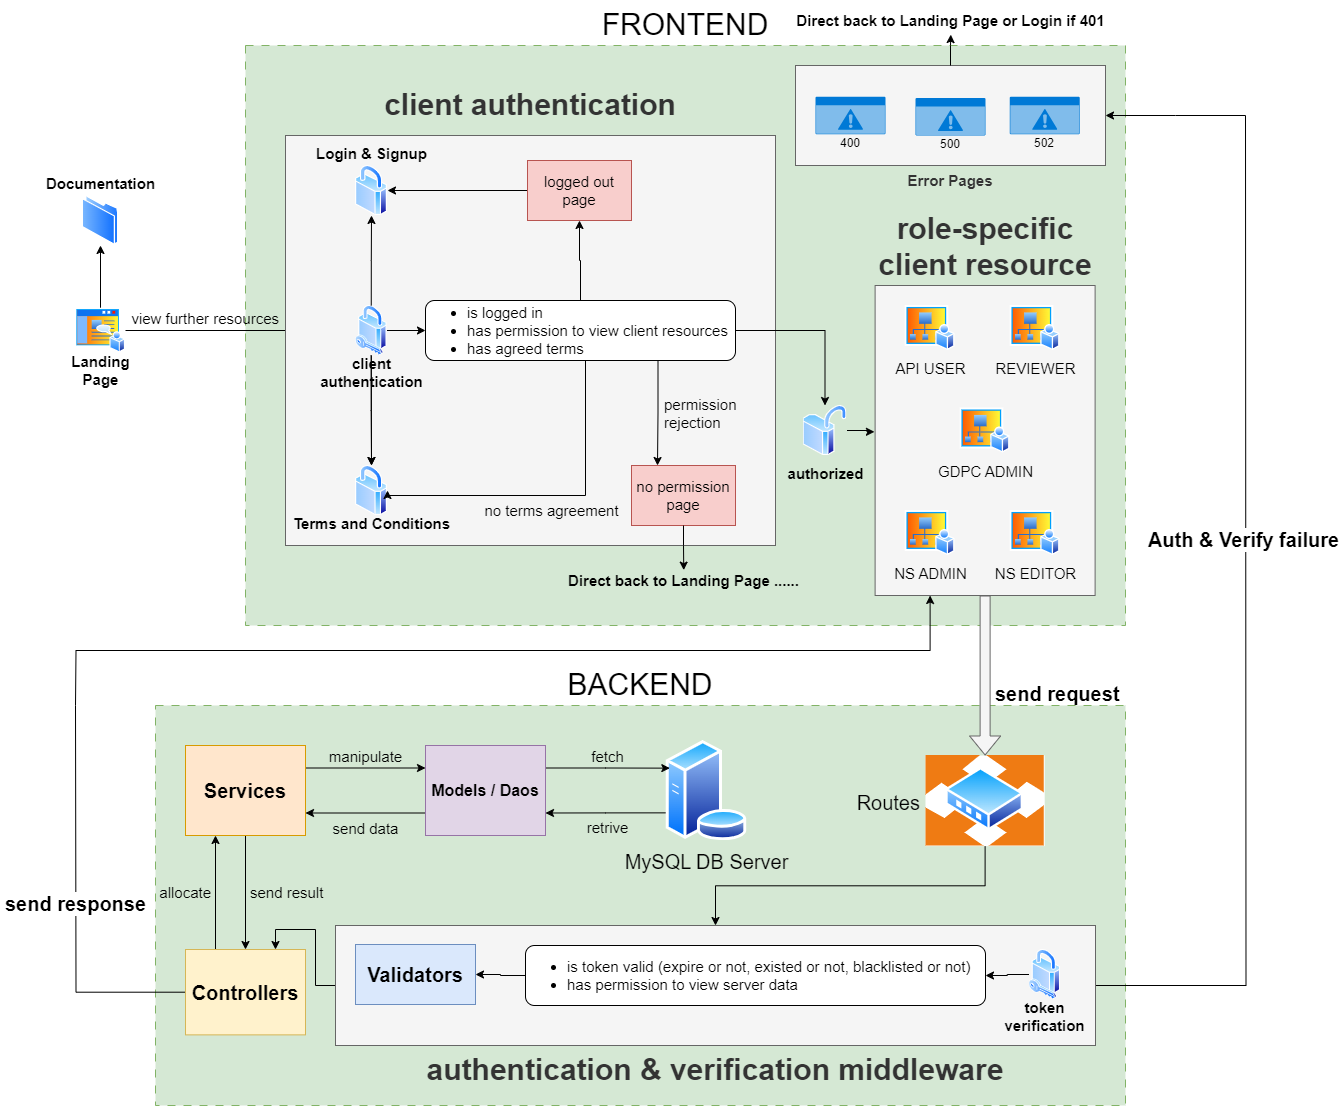 FRONTEND
Direct back to Landing Page or Login if 401
client authentication
400
500
502
Error Pages
Login & Signup
logged out
page
Documentation
role-specific
client resource
view further resources
Landing
Page
client
authentication
is logged in
has permission to view client resources
has agreed terms
API USER
REVIEWER
permission
rejection
authorized
GDPC ADMIN
no permission
page
no terms agreement
Terms and Conditions
NS ADMIN
NS EDITOR
Direct back to Landing Page ......
Auth & Verify failure
BACKEND
send request
Services
manipulate
send data
Models / Daos
fetch
retrive
MySQL DB Server
Routes
allocate
send result
send response
Controllers
Validators
is token valid (expire or not, existed or not, blacklisted or not)
has permission to view server data
token
verification
authentication & verification middleware